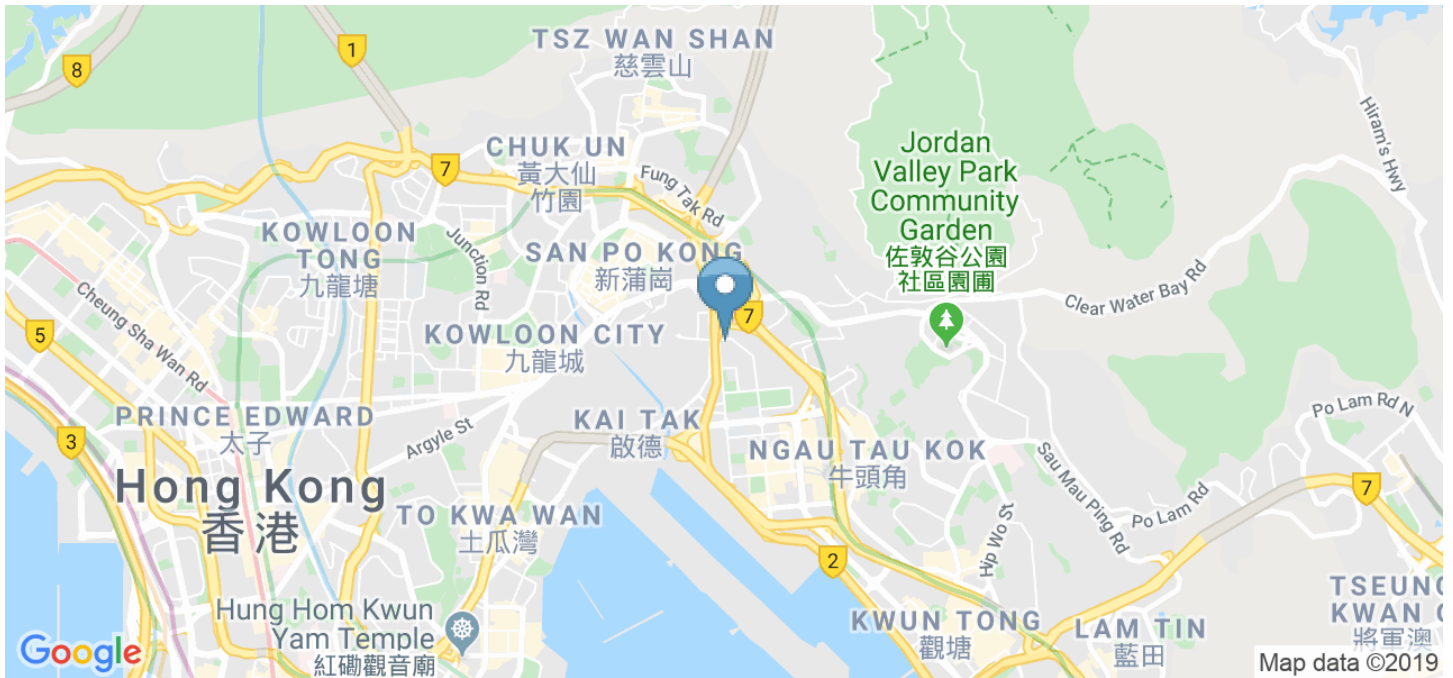 TSZ WAN SHAN
慈雲山
8
1
CHUK UN
黃大仙
竹園
7
Fung Tak Rd
Jordan
Valley Park
Community
Garden
佐敦谷公園
社區園圃
Hiram's Hwy
KOWLOON
TONG
九龍塘
Junction Rd
SAN PO KONG
新蒲崗
Clear Water Bay Rd
Cheung Sha Wan Rd
5
KOWLOON CITY
九龍城
7
PRINCE EDWARD
太子
3
Argyle St
KAI TAK
啟德
NGAU TAU KOK
牛頭角
Po Lam Rd N
Sau Mau Ping Rd
Po Lam Rd
7
Hong Kong
香港
TO KWA WAN
土瓜灣
Hip Wo St
2
Hung Hom Kwun
Yam Temple
紅磡觀音廟
KWUN TONG
觀塘
LAM TIN
藍田
TSEUNG
KWAN O
將軍澳
Google
Map data ©2019